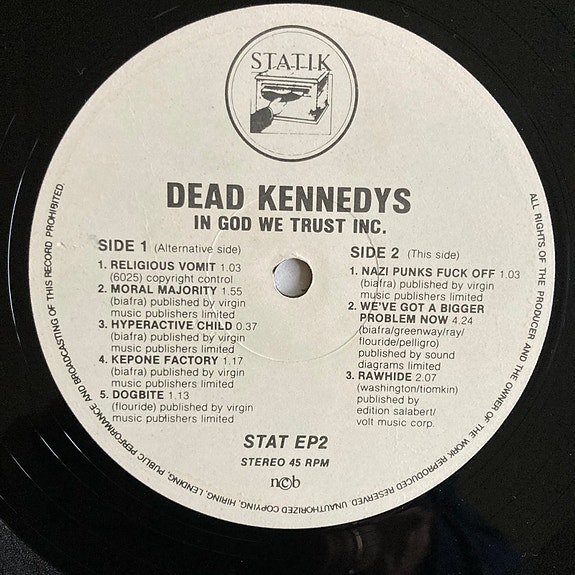 STATIK
DEAD KENNEDYS
IN GOD WE TRUST INC.
SIDE 1 (Alternative side)
1. RELIGIOUS VOMIT 1.03
(6025) copyright control
2. MORAL MAJORITY 1.55
(biafra) published by virgin
music publishers limited
3. HYPERACTIVE CHILD 0.37
(biafra) published by virgin
music publishers limited
4. KEPONE FACTORY 1.17
(biafra) published by virgin
music publishers limited
5. DOGBITE 1.13
(flouride) published by virgin
music publishers limited
SIDE 2 (This side)
1. NAZI PUNKS FUCK OFF 1.03
(biafra) published by virgin
music publishers limited
2. WE'VE GOT A BIGGER
PROBLEM NOW 4.24
(biafra/greenway/ray/
flouride/pelligro)
published by sound
diagrams limited
3. RAWHIDE 2.07
(washington/tiomkin)
published by
edition salabert/
volt music corp.
STAT EP2
STEREO 45 RPM
ncb
ALL RIGHTS OF THE PRODUCER AND THE OWNER OF THE WORK REPRODUCED RESERVED. UNAUTHORIZED COPYING, HIRING, LENDING, PUBLIC PERFORMANCE AND BROADCASTING OF THIS RECORD PROHIBITED.